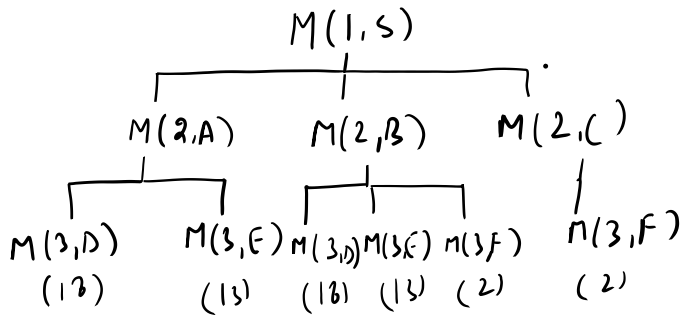 M(1,S)
M(2,A) M(2,B) M(2,C)
M(3,D) M(3,E) M(3,D) M(3,E) M(3,F) M(3,F)
(18) (13) (18) (13) (2) (2)